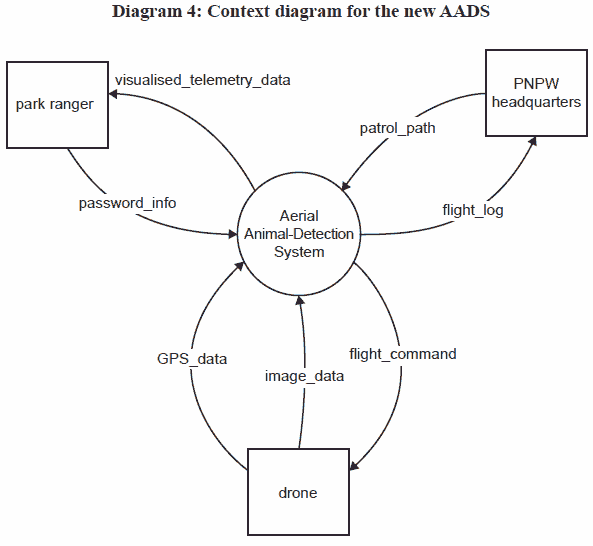 Diagram 4: Context diagram for the new AADS
visualised_telemetry_data
park ranger
PNPW
headquarters
patrol_path
password_info
flight_log
Aerial
Animal-Detection
System
GPS_data
image_data
flight_command
drone